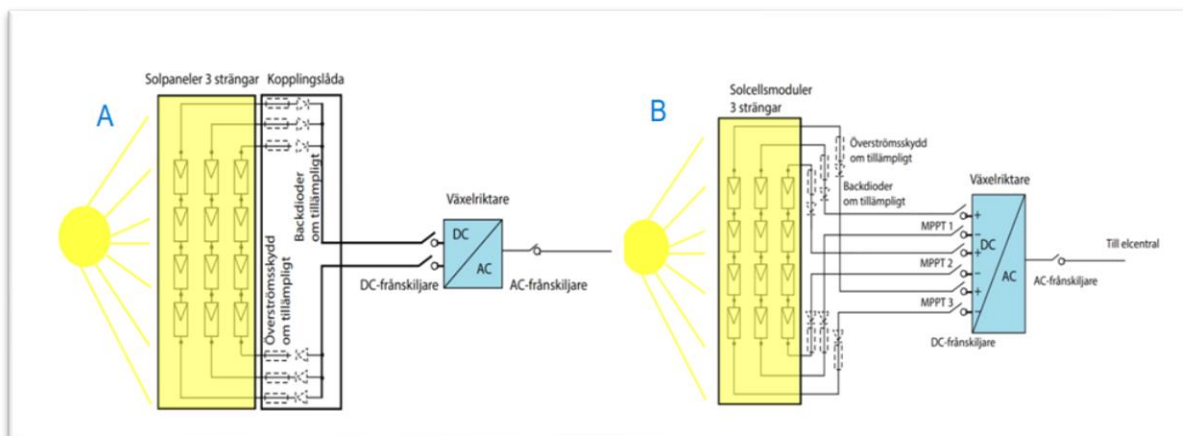 A
Solpaneler 3 strängar
Kopplingslåda
Backdioder
om tillämpligt
Överströmsskydd
om tillämpligt
Växelriktare
DC
AC
DC-frånskiljare
AC-frånskiljare
B
Solcellsmoduler
3 strängar
Överströmsskydd
om tillämpligt
Backdioder
om tillämpligt
Växelriktare
MPPT 1
MPPT 2
MPPT 3
+
−
+
−
+
−
DC
AC
Till elcentral
AC-frånskiljare
DC-frånskiljare